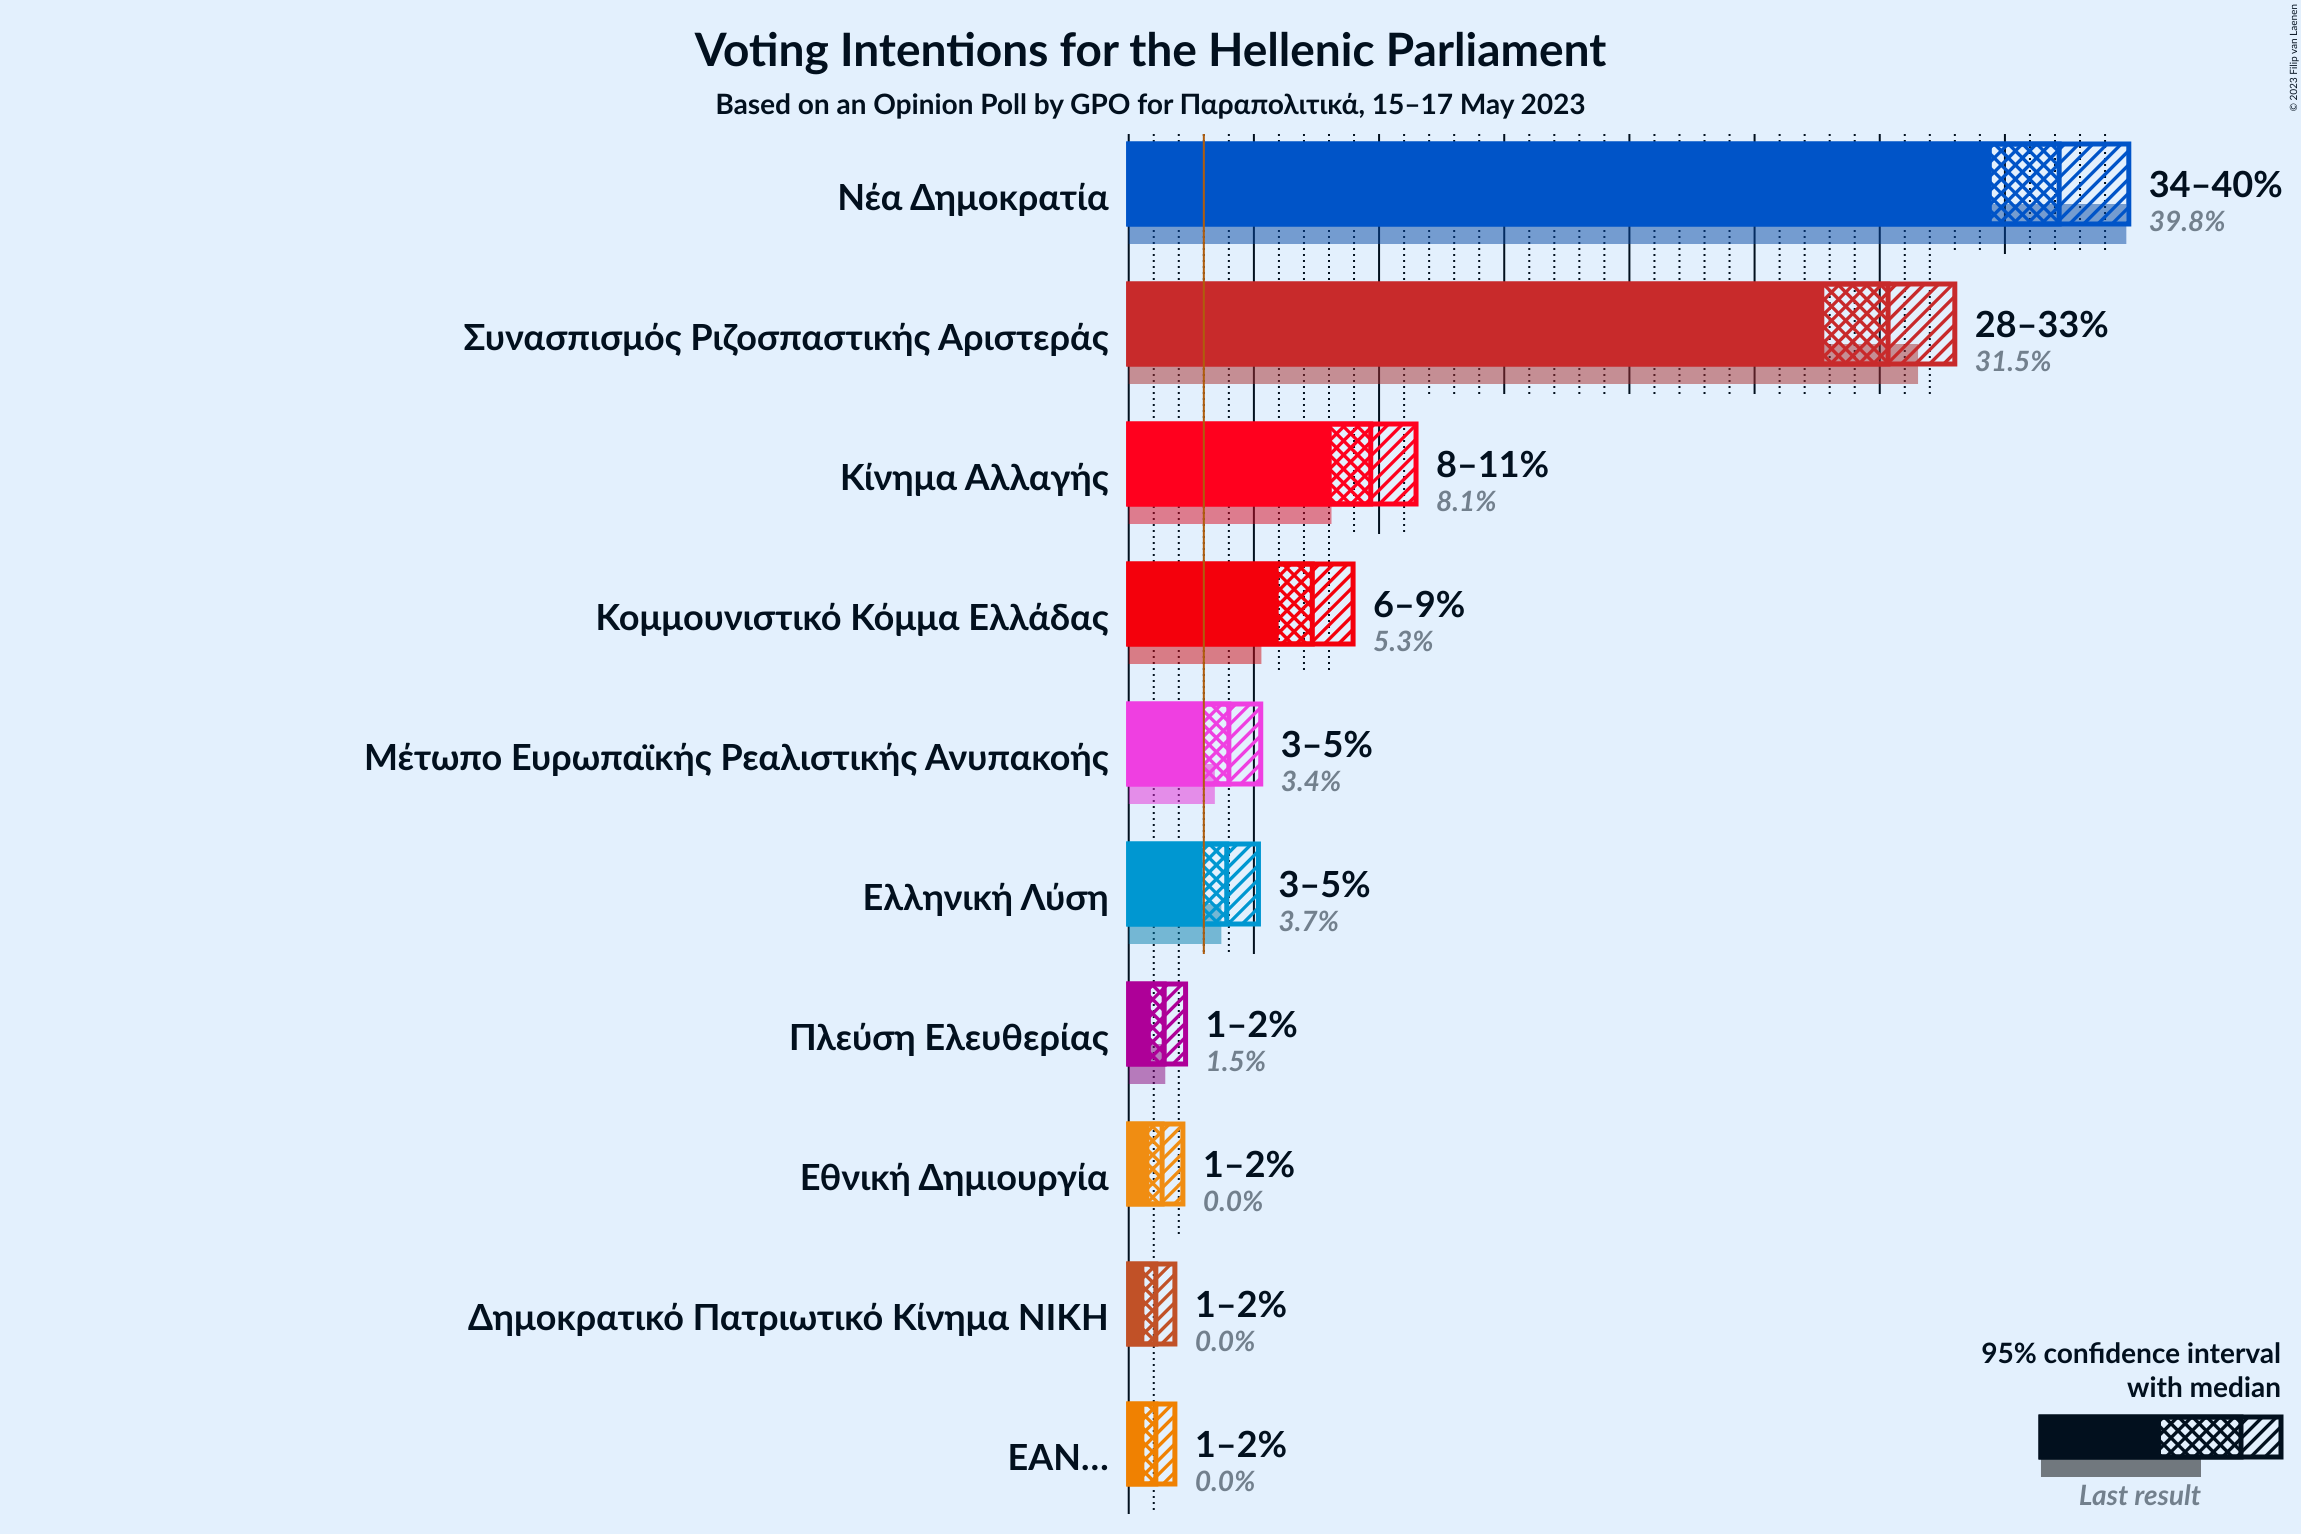 Voting Intentions for the Hellenic Parliament
Based on an Opinion Poll by GPO for Παραπολιτικά, 15–17 May 2023
© 2023 Filip van Laenen
Νέα Δημοκρατία
34–40%
39.8%
Συνασπισμός Ριζοσπαστικής Αριστεράς
28–33%
31.5%
Κίνημα Αλλαγής
8–11%
8.1%
Κομμουνιστικό Κόμμα Ελλάδας
6–9%
5.3%
Μέτωπο Ευρωπαϊκής Ρεαλιστικής Ανυπακοής
3–5%
3.4%
Ελληνική Λύση
3–5%
3.7%
Πλεύση Ελευθερίας
1–2%
1.5%
Εθνική Δημιουργία
1–2%
0.0%
Δημοκρατικό Πατριωτικό Κίνημα ΝΙΚΗ
1–2%
0.0%
ΕΑΝ…
1–2%
0.0%
95% confidence interval
with median
Last result